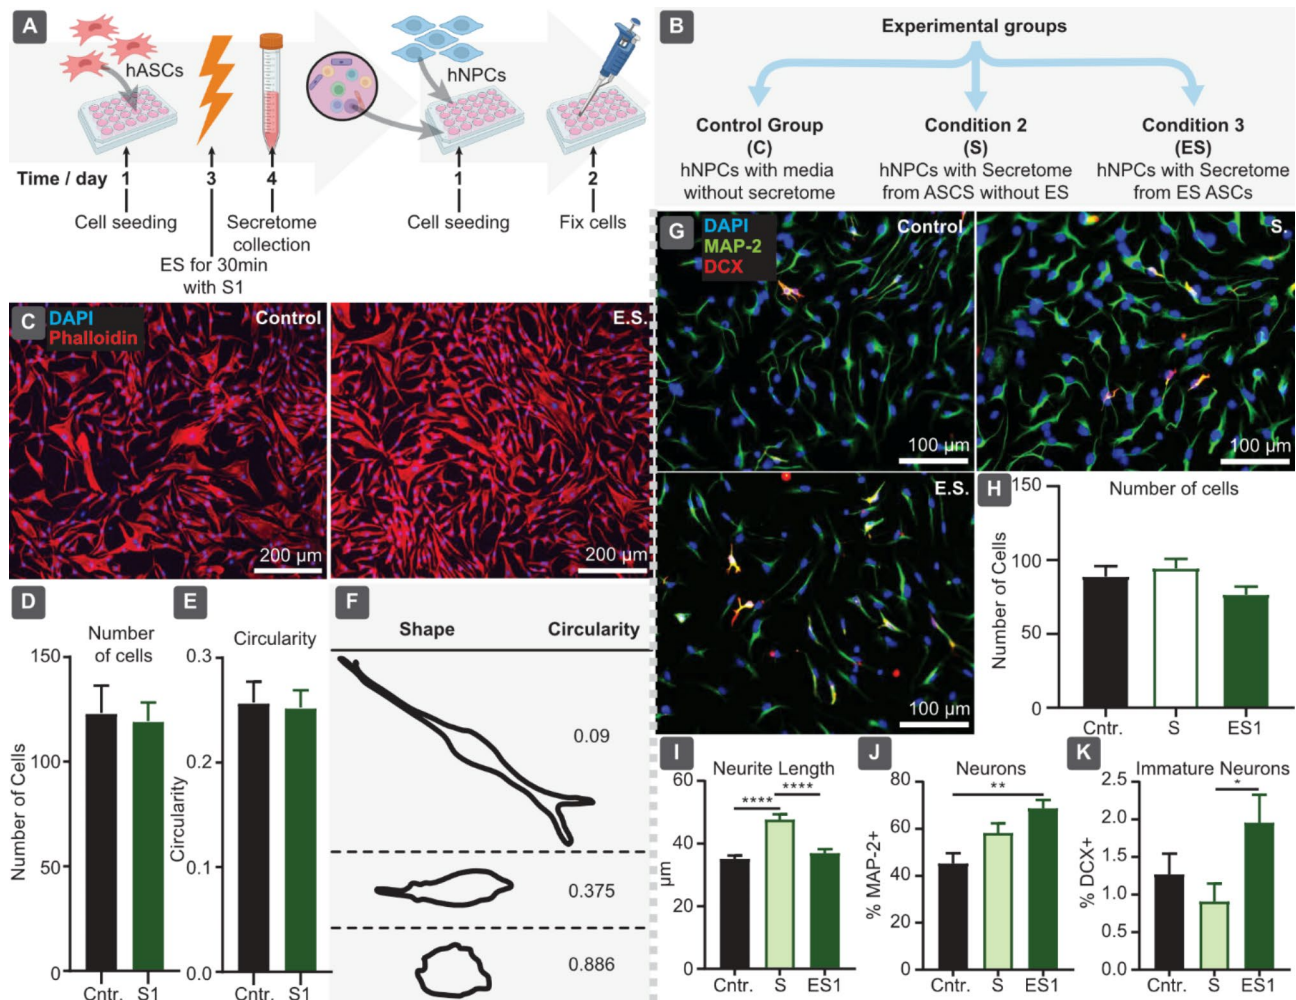 A
hASCs
hNPCs
Time / day 1 3 4 1 2
Cell seeding
Secretome
collection
Cell seeding
Fix cells
ES for 30min
with S1
B
Experimental groups
Control Group
(C)
hNPCs with media
without secretome
Condition 2
(S)
hNPCs with Secretome
from ASCS without ES
Condition 3
(ES)
hNPCs with Secretome
from ES ASCs
C
DAPI
Phalloidin
Control
200 µm
E.S.
200 µm
D
Number
of cells
Number of Cells
150
100
50
0
Cntr. S1
E
Circularity
Circularity
0.3
0.2
0.1
0.0
Cntr. S1
F
Shape Circularity
0.09
0.375
0.886
G
DAPI
MAP-2
DCX
Control
100 µm
S.
100 µm
E.S.
100 µm
H
Number of cells
Number of Cells
150
100
50
0
Cntr. S ES1
I
Neurite Length
µm
60
40
20
0
**** ****
Cntr. S ES1
J
Neurons
% MAP-2+
80
60
40
20
0
**
Cntr. S ES1
K
Immature Neurons
% DCX+
2.5
2.0
1.5
1.0
0.5
0.0
*
Cntr. S ES1